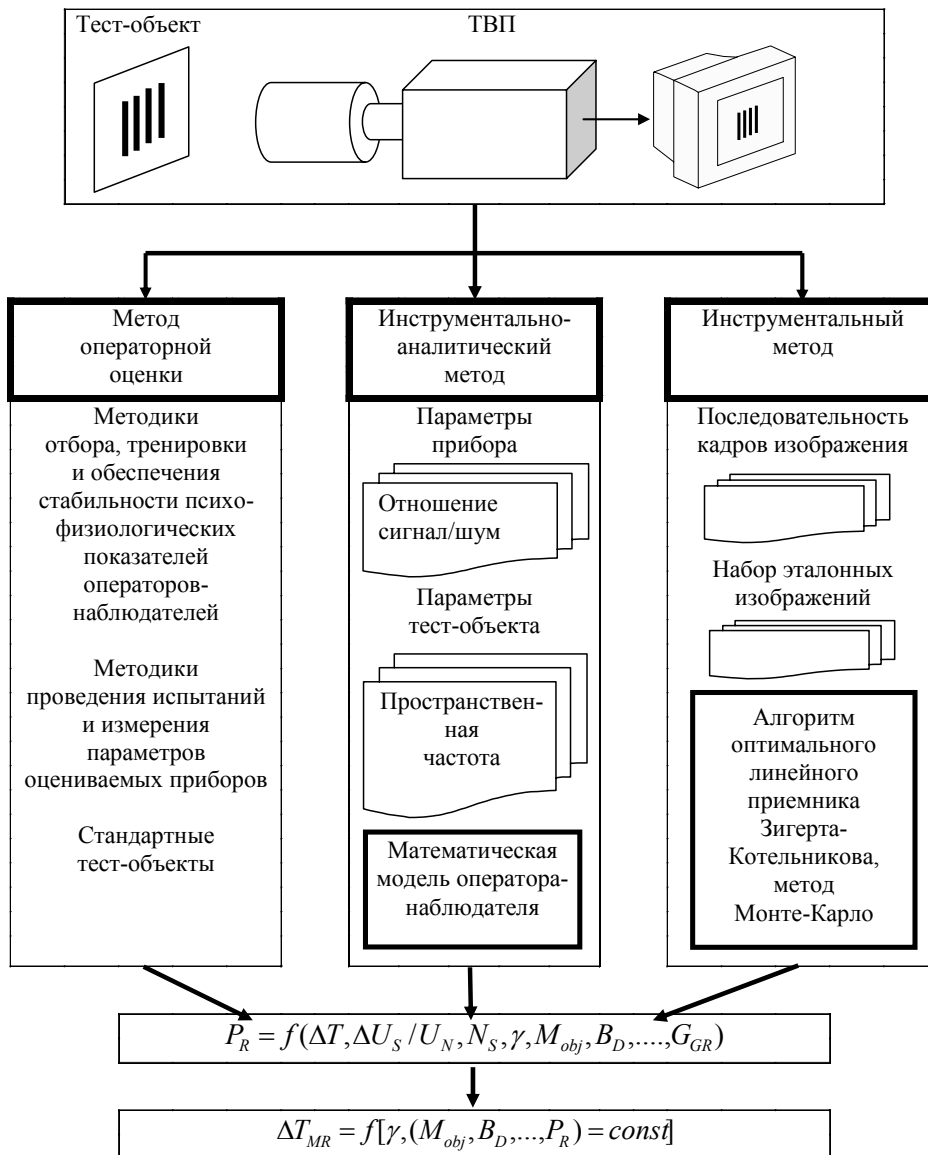 Тест-объект
ТВП
Метод
операторной
оценки
Методики
отбора, тренировки
и обеспечения
стабильности психо-
физиологических
показателей
операторов-
наблюдателей
Методики
проведения испытаний
и измерения
параметров
оцениваемых приборов
Стандартные
тест-объекты
Инструментально-
аналитический
метод
Параметры
прибора
Отношение
сигнал/шум
Параметры
тест-объекта
Пространствен-
ная
частота
Математическая
модель оператора-
наблюдателя
Инструментальный
метод
Последовательность
кадров изображения
Набор эталонных
изображений
Алгоритм
оптимального
линейного
приемника
Зигерта-
Котельникова,
метод
Монте-Карло
P_R = f(ΔT, ΔU_S / U_N, N_S, γ, M_obj, B_D, ...., G_GR)
ΔT_MR = f[γ, (M_obj, B_D, ..., P_R) = const]